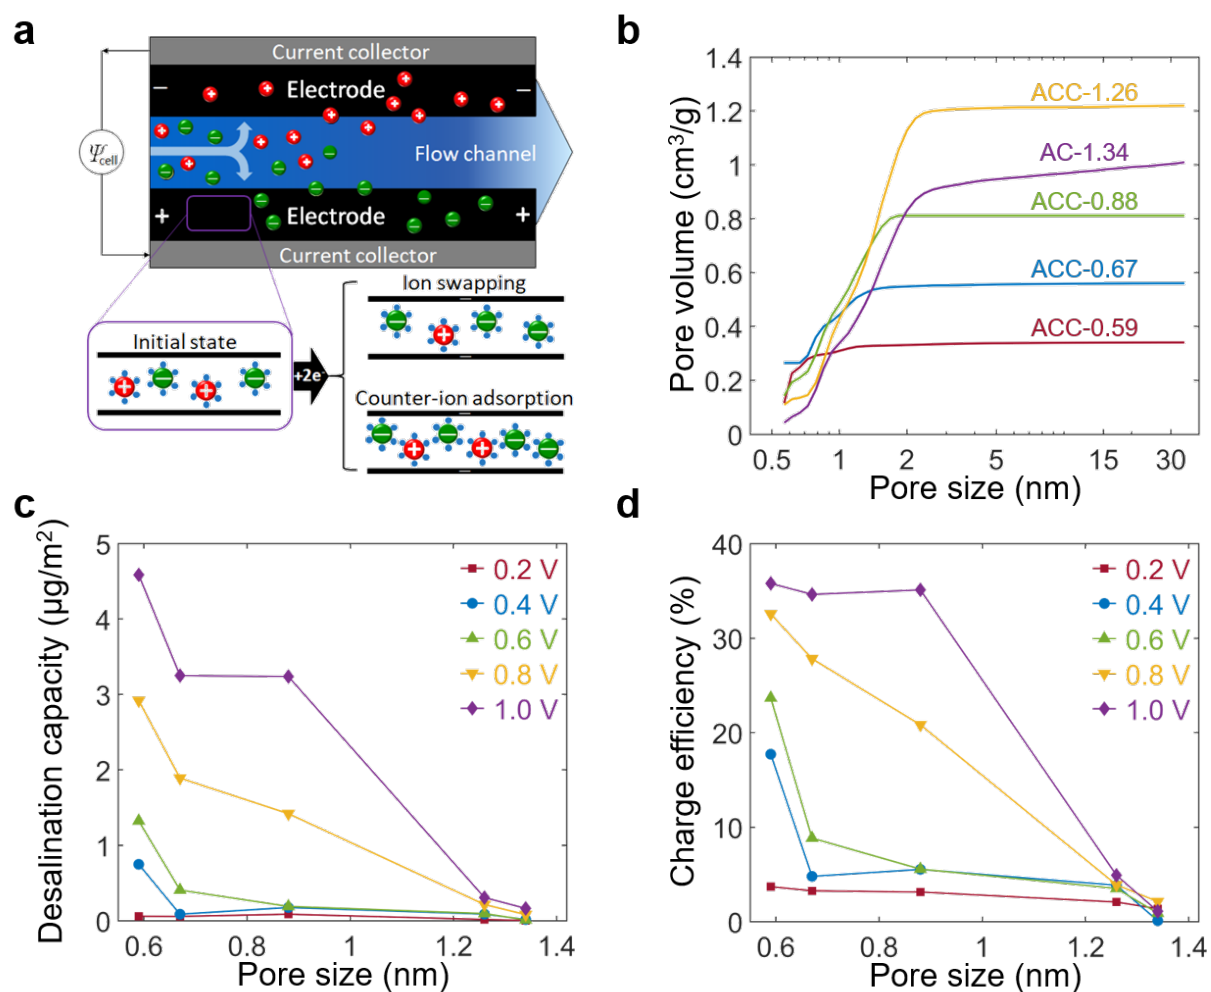 a
Current collector
− Electrode −
Ψcell
Flow channel
+ Electrode +
Current collector
Initial state
+2e-
Ion swapping
Counter-ion adsorption
b
Pore volume (cm³/g)
1.4
1.2
1
0.8
0.6
0.4
0.2
0
ACC-1.26
AC-1.34
ACC-0.88
ACC-0.67
ACC-0.59
0.5 1 2 5 15 30
Pore size (nm)
c
Desalination capacity (µg/m²)
5
4
3
2
1
0
0.2 V
0.4 V
0.6 V
0.8 V
1.0 V
0.6 0.8 1 1.2 1.4
Pore size (nm)
d
Charge efficiency (%)
40
30
20
10
0
0.2 V
0.4 V
0.6 V
0.8 V
1.0 V
0.6 0.8 1 1.2 1.4
Pore size (nm)